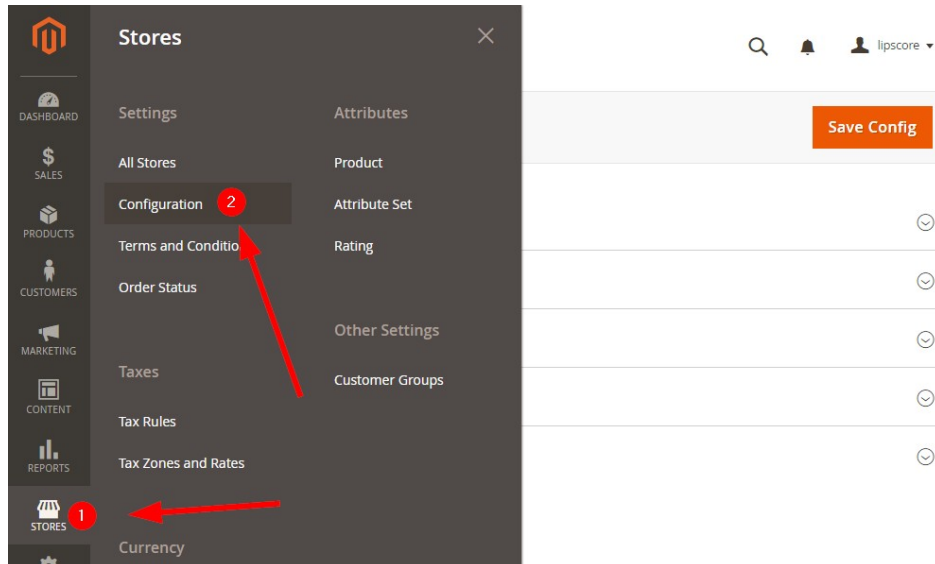 Stores
lipscore
DASHBOARD
Settings
Attributes
Save Config
SALES
All Stores
Product
Configuration
2
Attribute Set
PRODUCTS
Terms and Conditio
Rating
CUSTOMERS
Order Status
MARKETING
Other Settings
Taxes
Customer Groups
CONTENT
Tax Rules
REPORTS
Tax Zones and Rates
STORES
1
Currency